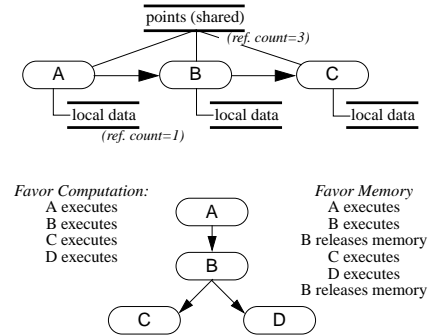 points (shared)
(ref. count=3)
A
B
C
local data
local data
local data
(ref. count=1)
Favor Computation:
A executes
B executes
C executes
D executes
A
B
C
D
Favor Memory
A executes
B executes
B releases memory
C executes
D executes
B releases memory